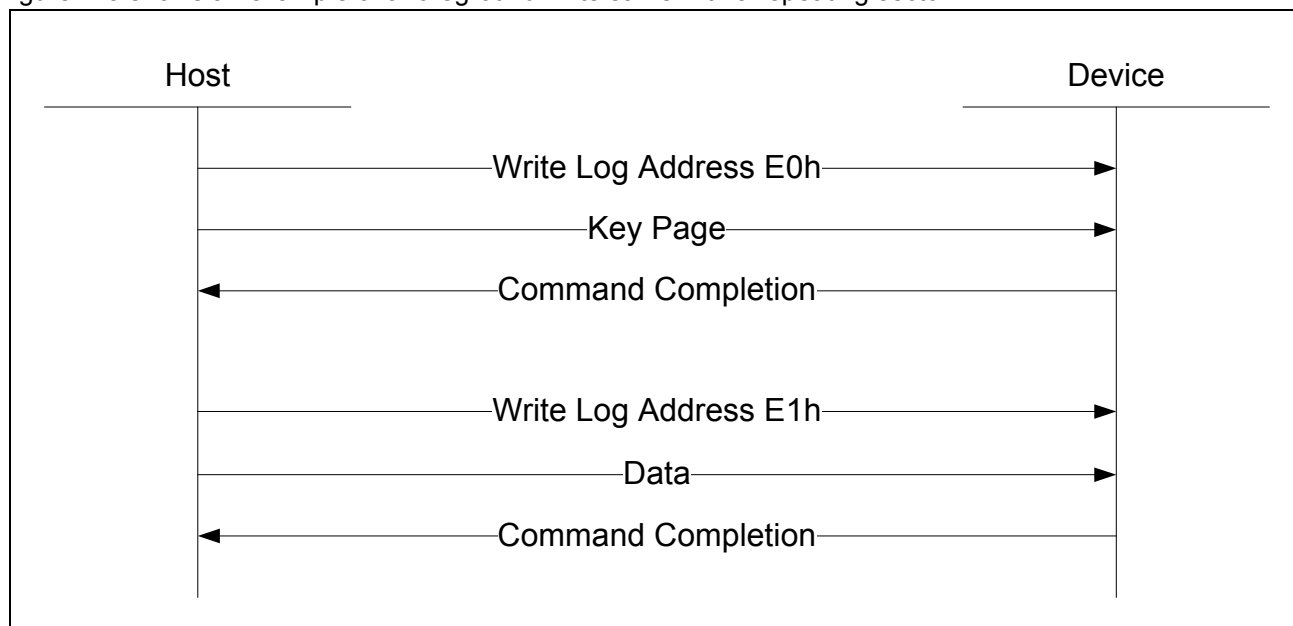 Host Device
Write Log Address E0h
Key Page
Command Completion
Write Log Address E1h
Data
Command Completion